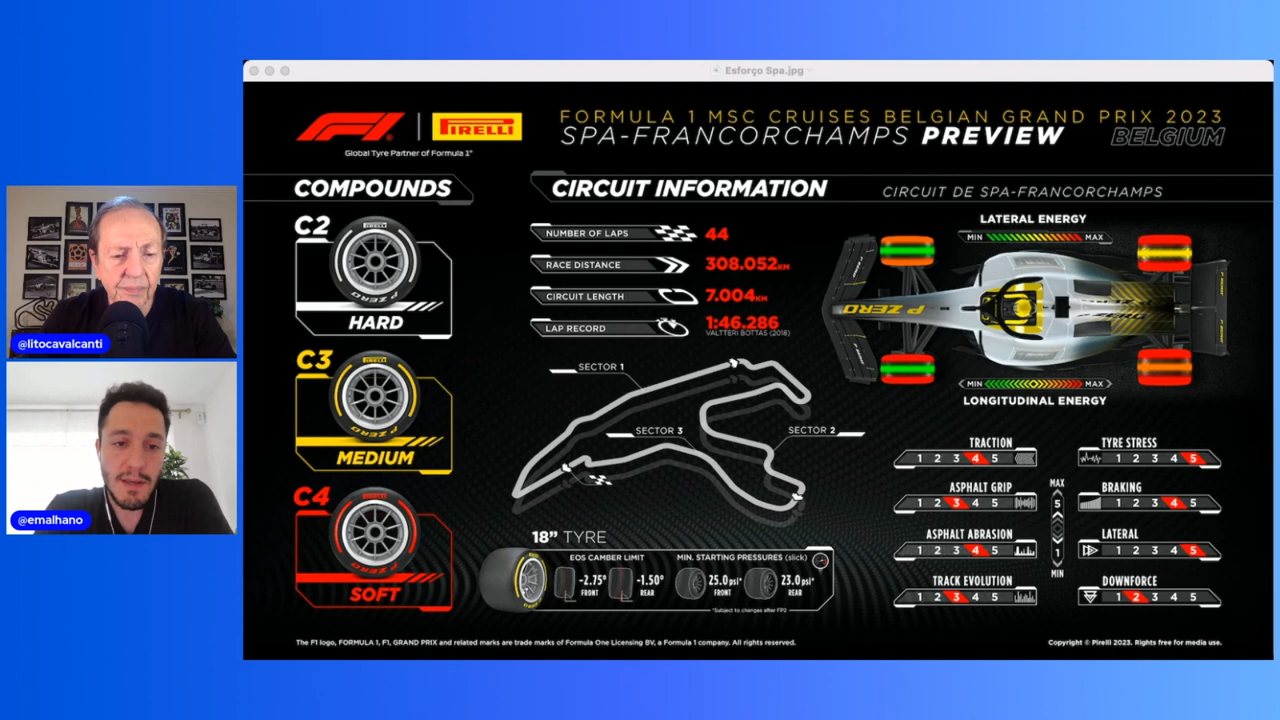 Esforço Spa.jpg
F1
PIRELLI
Global Tyre Partner of Formula 1®
FORMULA 1 MSC CRUISES BELGIAN GRAND PRIX 2023
SPA-FRANCORCHAMPS PREVIEW
BELGIUM
COMPOUNDS
CIRCUIT INFORMATION
CIRCUIT DE SPA-FRANCORCHAMPS
C2
HARD
C3
MEDIUM
C4
SOFT
NUMBER OF LAPS 44
RACE DISTANCE 308.052KM
CIRCUIT LENGTH 7.004KM
LAP RECORD 1:46.286
VALTTERI BOTTAS (2018)
LATERAL ENERGY
MIN MAX
P ZERO
MIN MAX
LONGITUDINAL ENERGY
SECTOR 1
SECTOR 3
SECTOR 2
TRACTION
1 2 3 4 5
TYRE STRESS
1 2 3 4 5
ASPHALT GRIP
1 2 3 4 5
BRAKING
1 2 3 4 5
ASPHALT ABRASION
1 2 3 4 5
LATERAL
1 2 3 4 5
TRACK EVOLUTION
1 2 3 4 5
DOWNFORCE
1 2 3 4 5
MAX
5
1
MIN
18” TYRE
EOS CAMBER LIMIT
-2.75° FRONT
-1.50° REAR
MIN. STARTING PRESSURES (slick)
25.0psi* FRONT
23.0psi* REAR
*Subject to changes after FP2
The F1 logo, FORMULA 1, F1, GRAND PRIX and related marks are trade marks of Formula One Licensing BV, a Formula 1 company. All rights reserved.
Copyright © Pirelli 2023. Rights free for media use.
@litocavalcanti
@emalhano